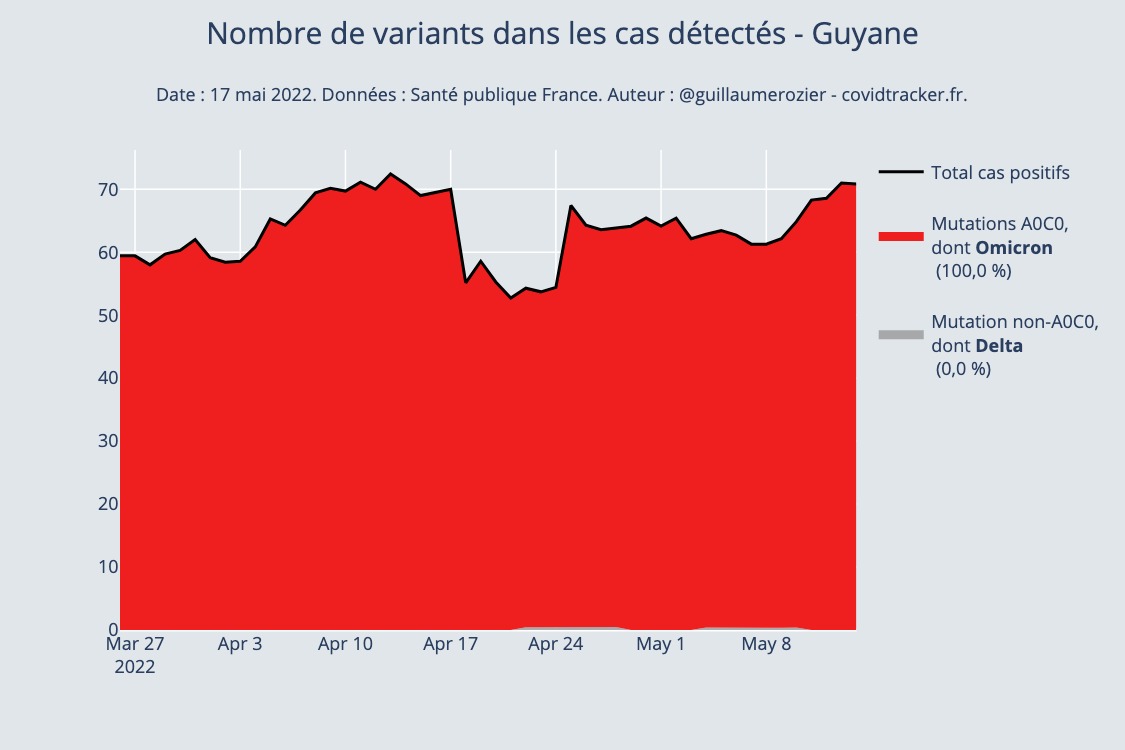 Nombre de variants dans les cas détectés - Guyane
Date : 17 mai 2022. Données : Santé publique France. Auteur : @guillaumerozier - covidtracker.fr.
Total cas positifs
Mutations A0C0,
dont Omicron
(100,0 %)
Mutation non-A0C0,
dont Delta
(0,0 %)
70
60
50
40
30
20
10
0
Mar 27 Apr 3 Apr 10 Apr 17 Apr 24 May 1 May 8
2022